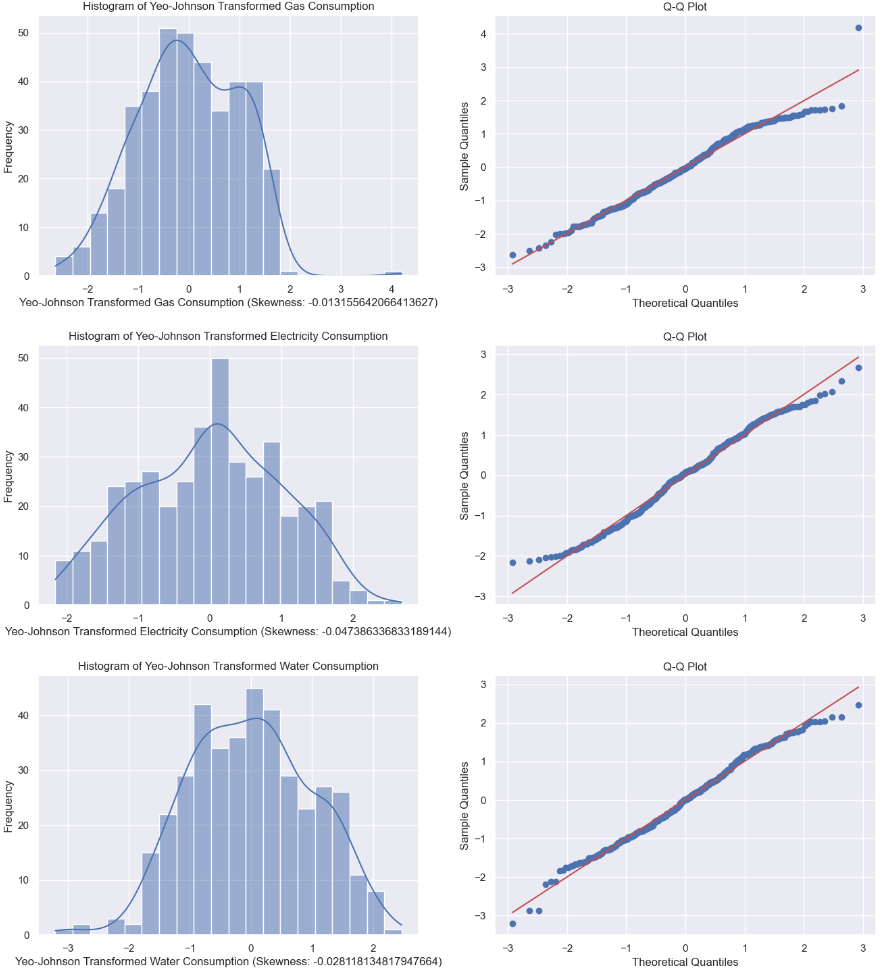 Histogram of Yeo-Johnson Transformed Gas Consumption
Frequency
50
40
30
20
10
0
−2 −1 0 1 2 3 4
Yeo-Johnson Transformed Gas Consumption (Skewness: -0.013155642066413627)
Q-Q Plot
Sample Quantiles
4
3
2
1
0
−1
−2
−3
−3 −2 −1 0 1 2 3
Theoretical Quantiles
Histogram of Yeo-Johnson Transformed Electricity Consumption
Frequency
50
40
30
20
10
0
−2 −1 0 1 2
Yeo-Johnson Transformed Electricity Consumption (Skewness: -0.047386336833189144)
Q-Q Plot
Sample Quantiles
3
2
1
0
−1
−2
−3
−3 −2 −1 0 1 2 3
Theoretical Quantiles
Histogram of Yeo-Johnson Transformed Water Consumption
Frequency
40
30
20
10
0
−3 −2 −1 0 1 2
Yeo-Johnson Transformed Water Consumption (Skewness: -0.028118134817947664)
Q-Q Plot
Sample Quantiles
3
2
1
0
−1
−2
−3
−3 −2 −1 0 1 2 3
Theoretical Quantiles